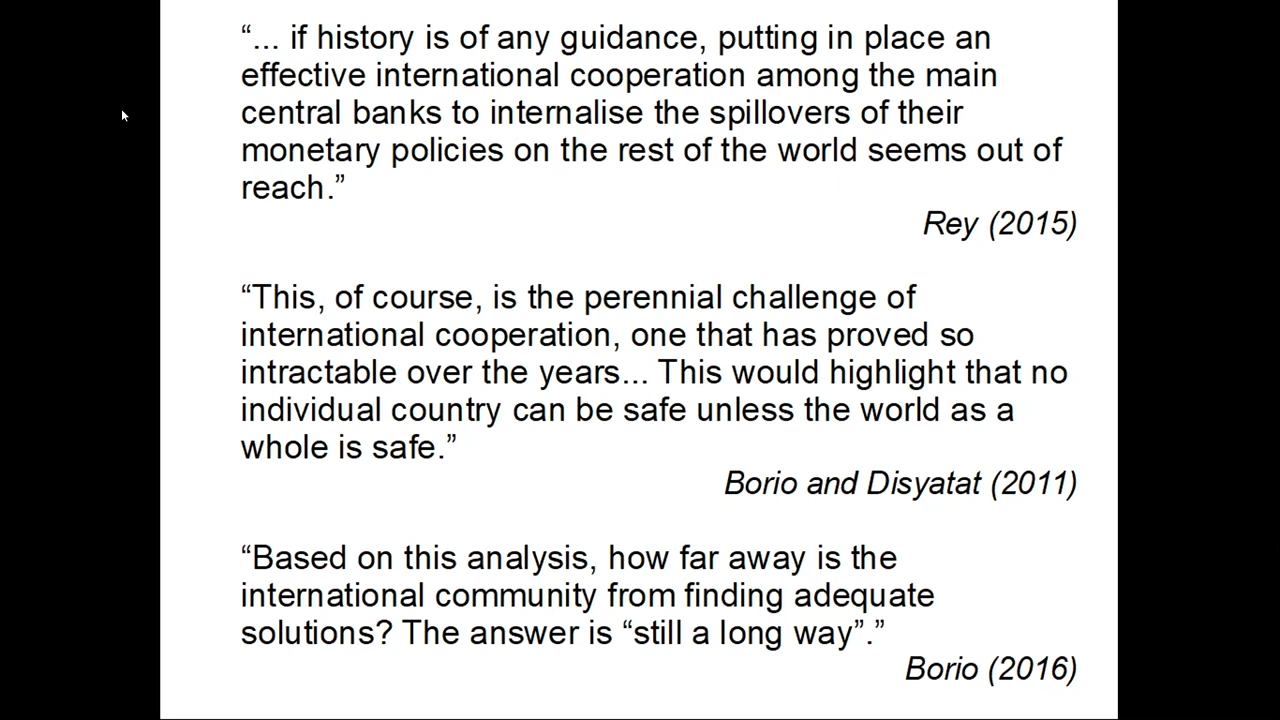 “... if history is of any guidance, putting in place an
effective international cooperation among the main
central banks to internalise the spillovers of their
monetary policies on the rest of the world seems out of
reach.”
Rey (2015)
“This, of course, is the perennial challenge of
international cooperation, one that has proved so
intractable over the years... This would highlight that no
individual country can be safe unless the world as a
whole is safe.”
Borio and Disyatat (2011)
“Based on this analysis, how far away is the
international community from finding adequate
solutions? The answer is “still a long way”.”
Borio (2016)